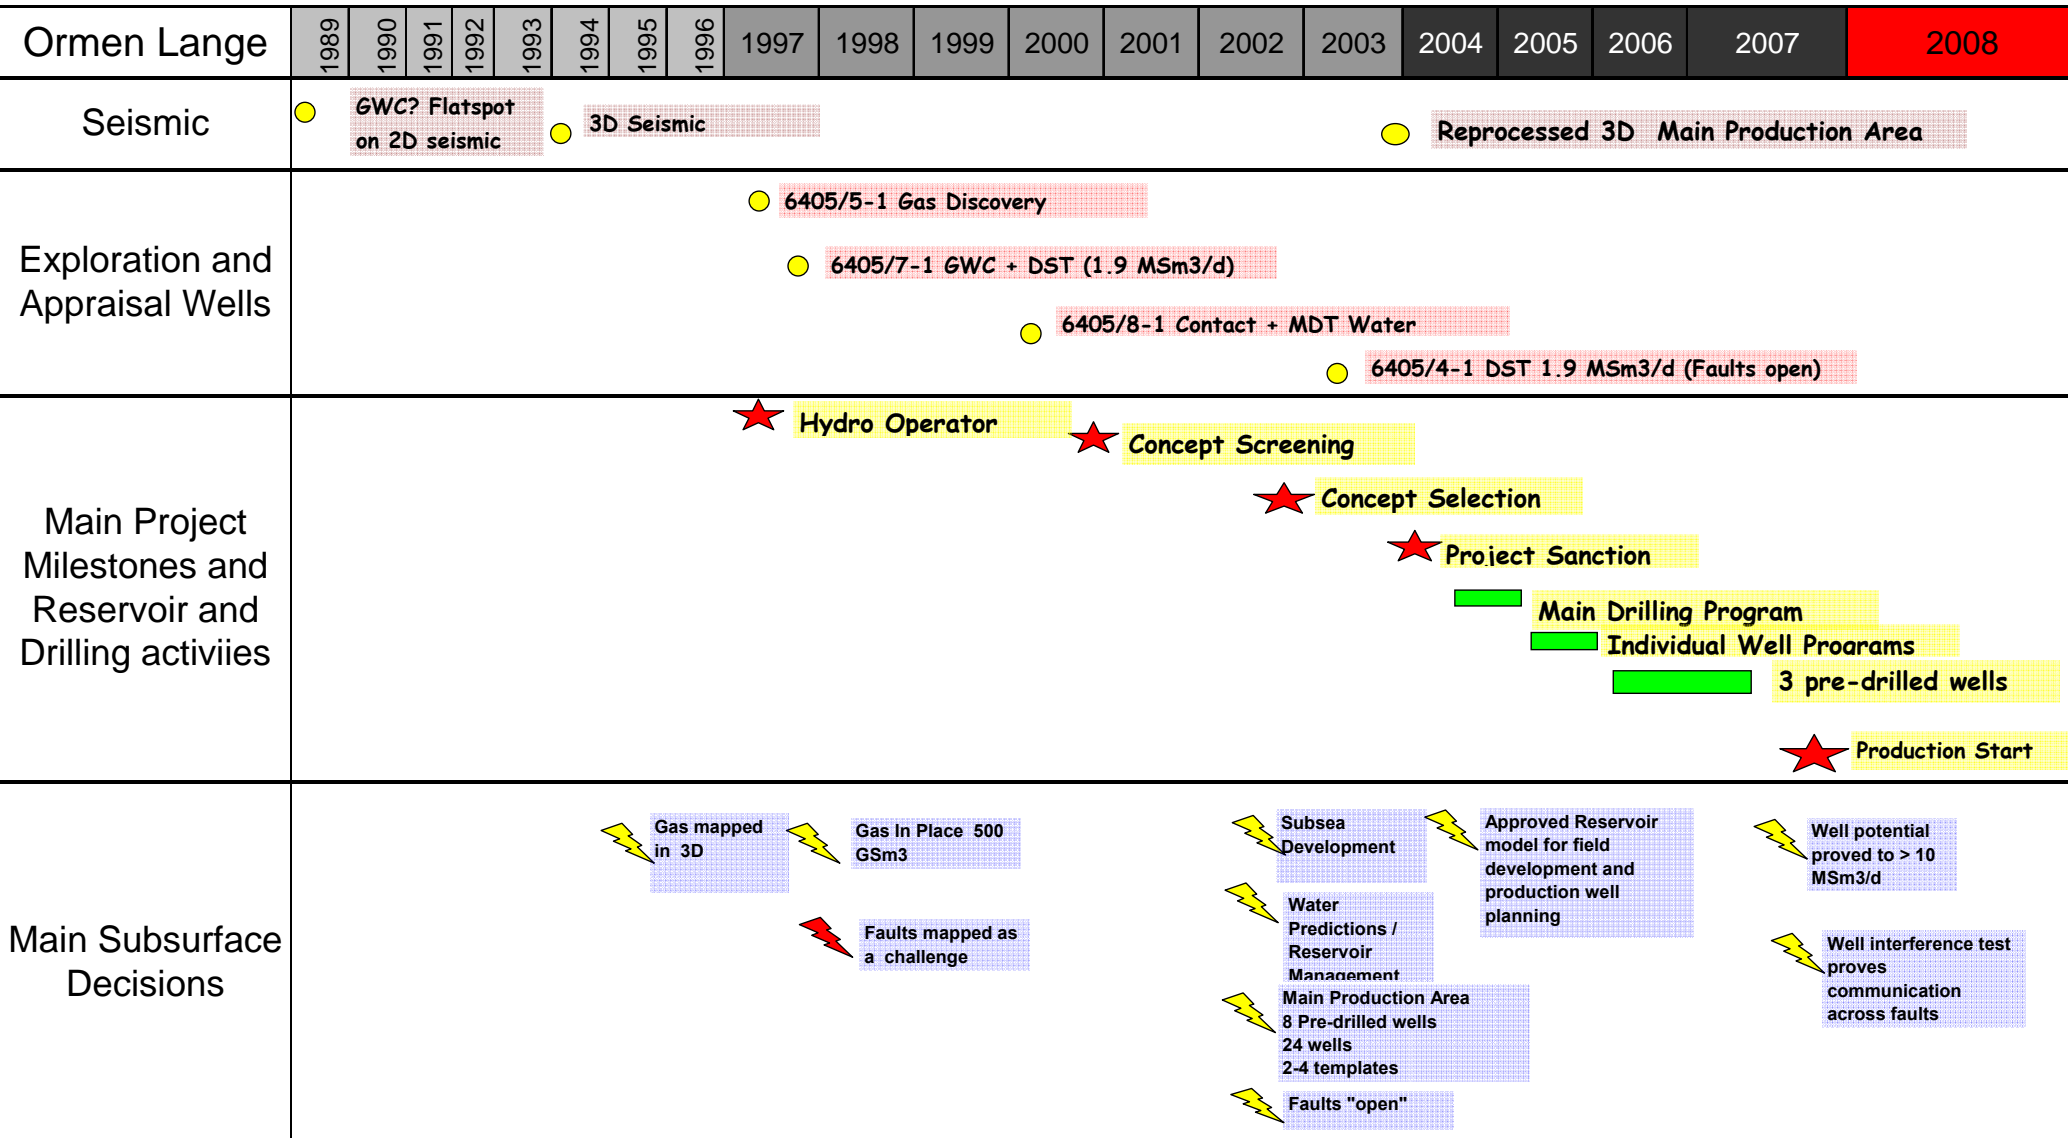 Ormen Lange
1989
1990
1991
1992
1993
1994
1995
1996
1997
1998
1999
2000
2001
2002
2003
2004
2005
2006
2007
2008
Seismic
GWC? Flatspot
on 2D seismic
3D Seismic
Reprocessed 3D Main Production Area
Exploration and
Appraisal Wells
6405/5-1 Gas Discovery
6405/7-1 GWC + DST (1.9 MSm3/d)
6405/8-1 Contact + MDT Water
6405/4-1 DST 1.9 MSm3/d (Faults open)
Main Project
Milestones and
Reservoir and
Drilling activiies
Hydro Operator
Concept Screening
Concept Selection
Project Sanction
Main Drilling Program
Individual Well Programs
3 pre-drilled wells
Production Start
Main Subsurface
Decisions
Gas mapped
in 3D
Gas In Place 500
GSm3
Faults mapped as
a challenge
Subsea
Development
Water
Predictions /
Reservoir
Management
Main Production Area
8 Pre-drilled wells
24 wells
2-4 templates
Faults "open"
Approved Reservoir
model for field
development and
production well
planning
Well potential
proved to > 10
MSm3/d
Well interference test
proves
communication
across faults